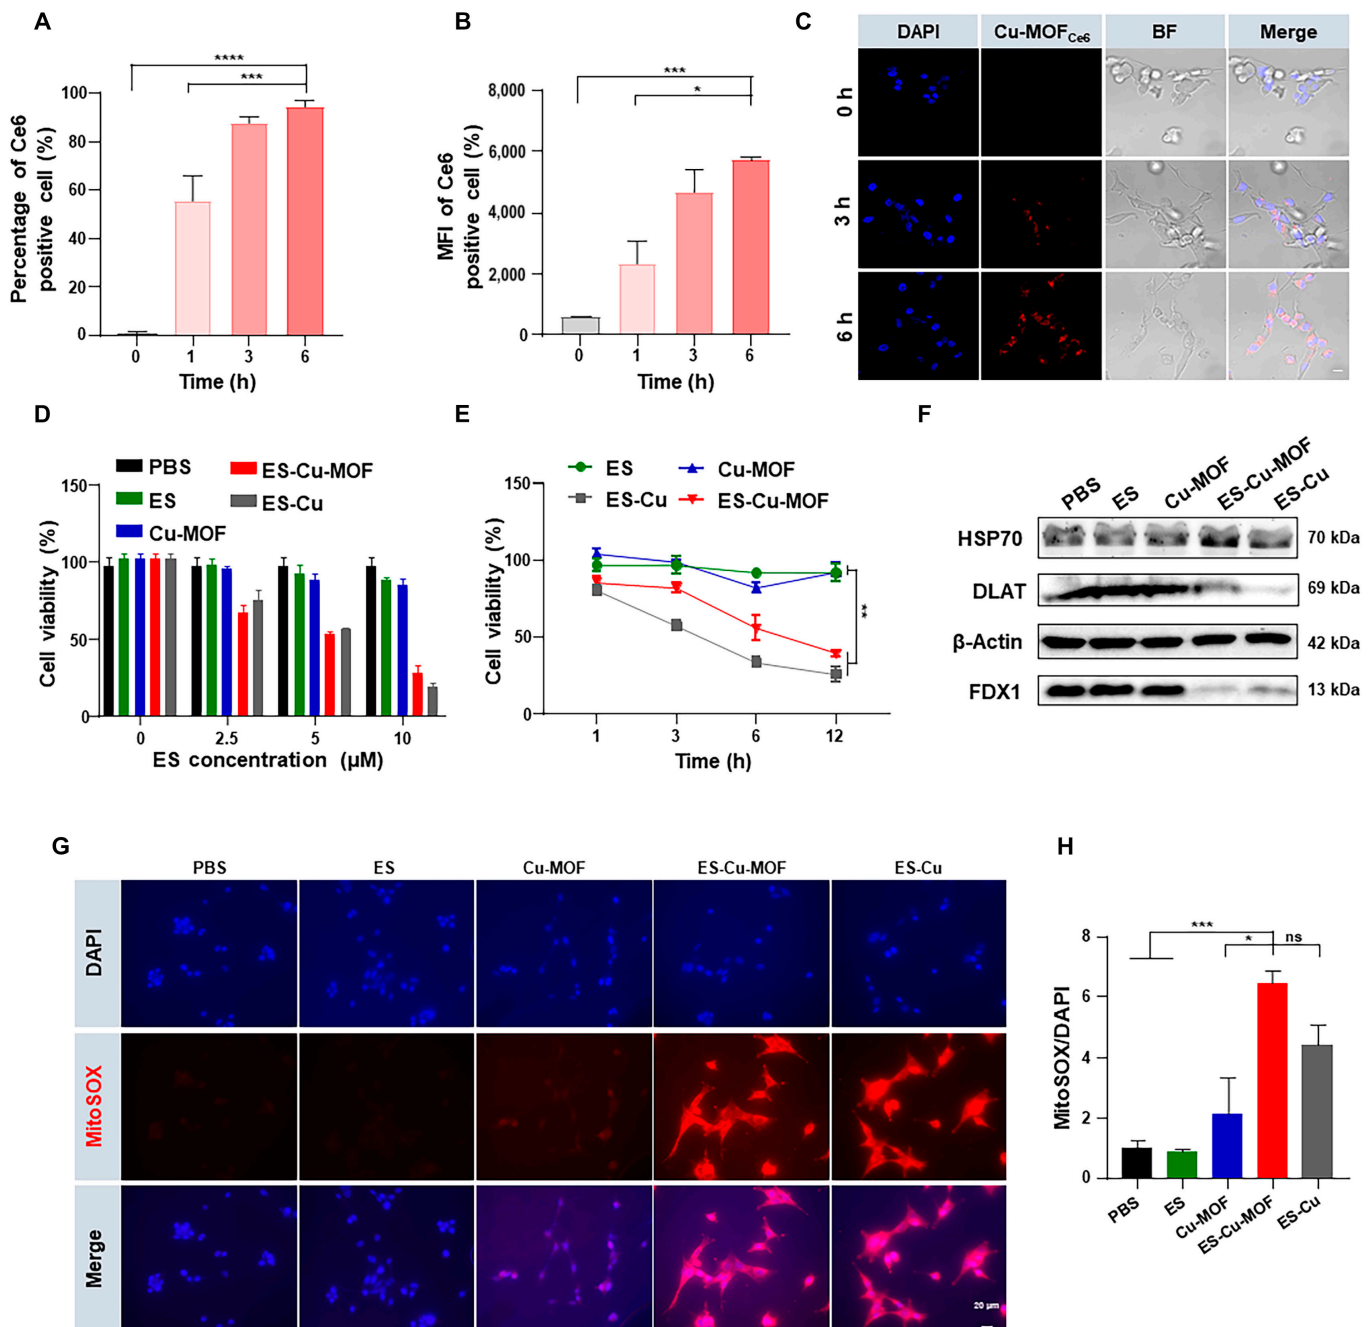 A
Percentage of Ce6
positive cell (%)
100
80
60
40
20
0
****
***
0 1 3 6
Time (h)
B
MFI of Ce6
positive cell (%)
8,000
6,000
4,000
2,000
0
***
*
0 1 3 6
Time (h)
C
DAPI Cu-MOFCe6 BF Merge
0 h
3 h
6 h
D
PBS ES-Cu-MOF
ES ES-Cu
Cu-MOF
Cell viability (%)
150
100
50
0
0 2.5 5 10
ES concentration (μM)
E
ES Cu-MOF
ES-Cu ES-Cu-MOF
Cell viability (%)
150
100
50
0
**
1 3 6 12
Time (h)
F
PBS ES Cu-MOF ES-Cu-MOF ES-Cu
HSP70 70 kDa
DLAT 69 kDa
β-Actin 42 kDa
FDX1 13 kDa
G
PBS ES Cu-MOF ES-Cu-MOF ES-Cu
DAPI
MitoSOX
Merge
20 μm
H
MitoSOX/DAPI
8
6
4
2
0
***
* ns
PBS ES Cu-MOF ES-Cu-MOF ES-Cu